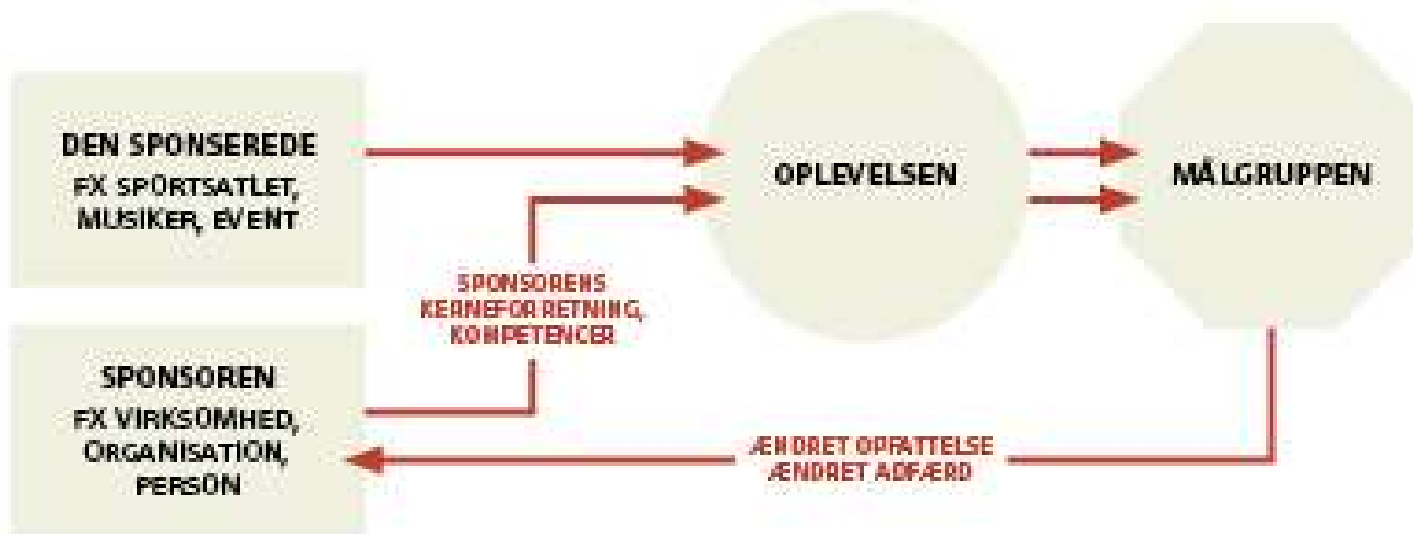 DEN SPONSEREDE
FX SPORTSATLET,
MUSIKER, EVENT
OPLEVELSEN
MÅLGRUPPEN
SPONSORENS
KERNEFORRETNING,
KOMPETENCER
SPONSOREN
FX VIRKSOMHED,
ORGANISATION,
PERSON
ÆNDRET OPFATTELSE
ÆNDRET ADFÆRD